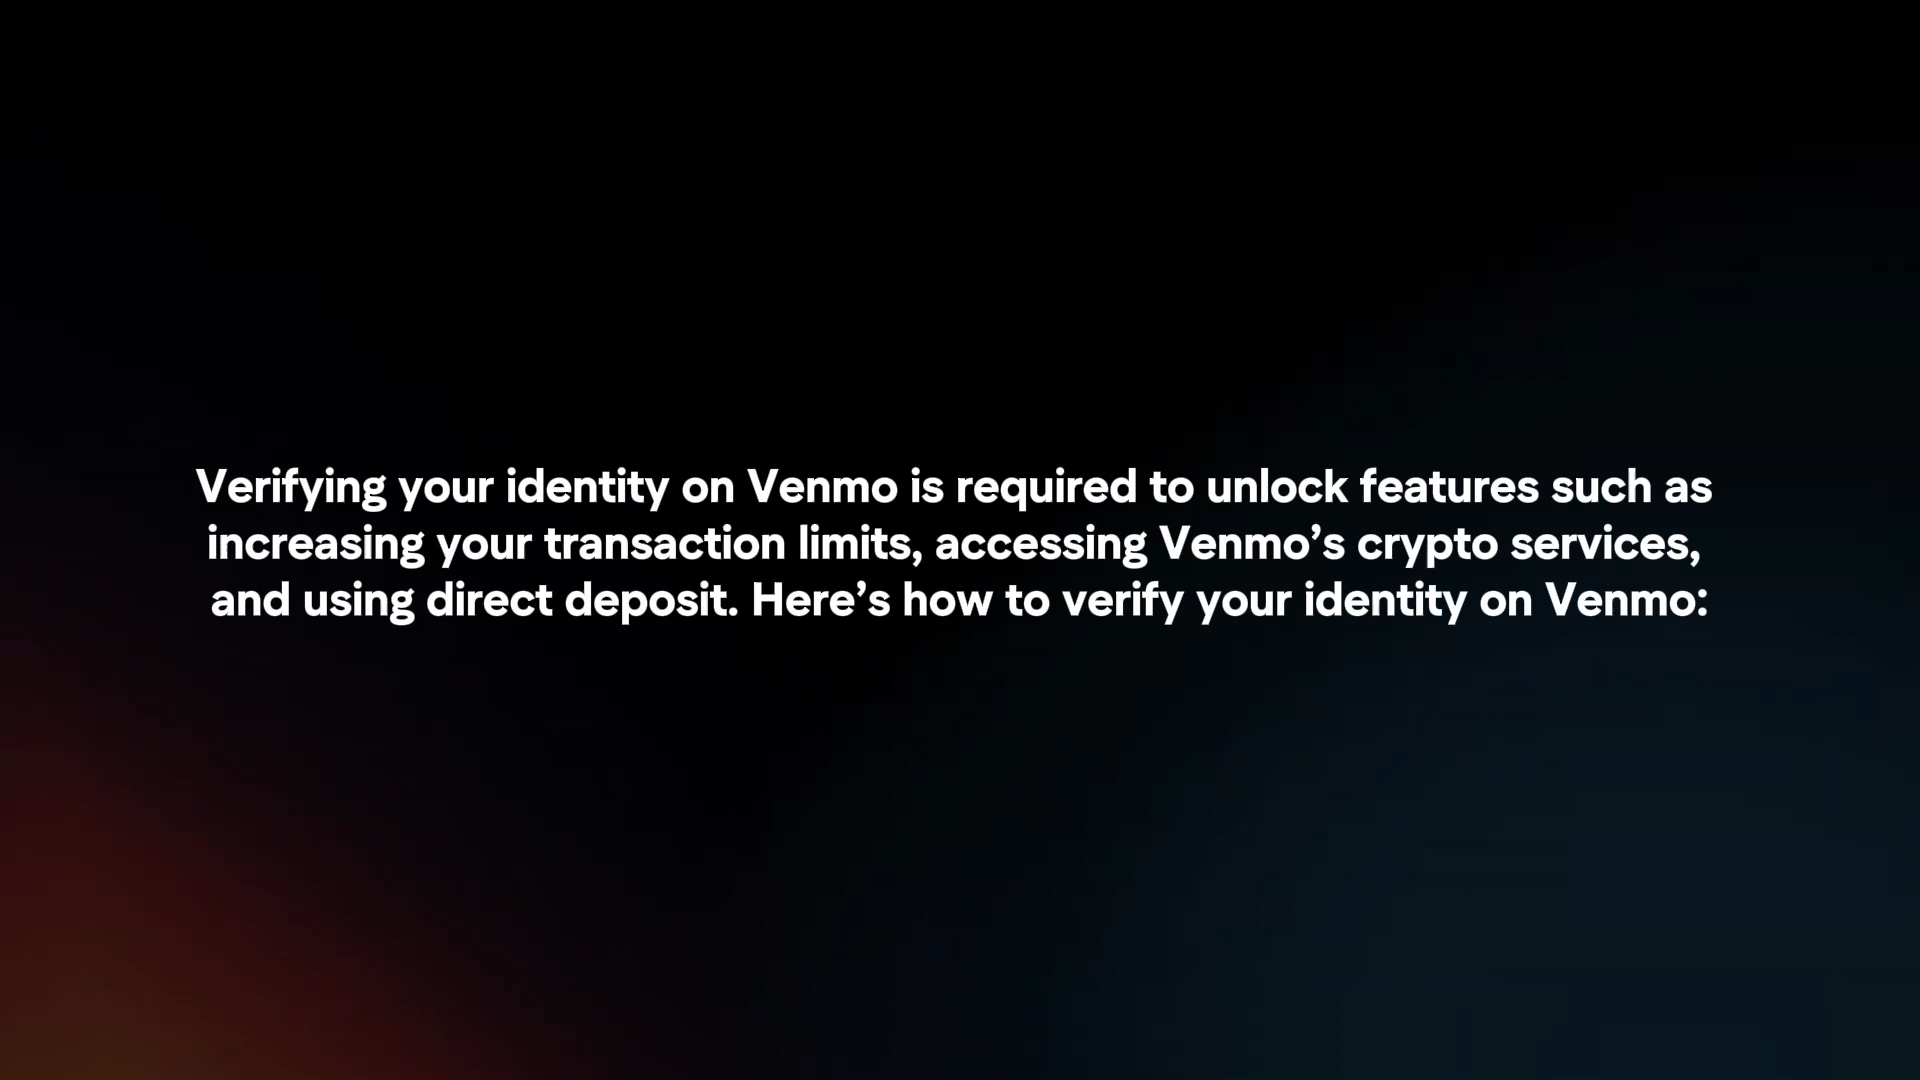 Verifying your identity on Venmo is required to unlock features such as
increasing your transaction limits, accessing Venmo’s crypto services,
and using direct deposit. Here’s how to verify your identity on Venmo: